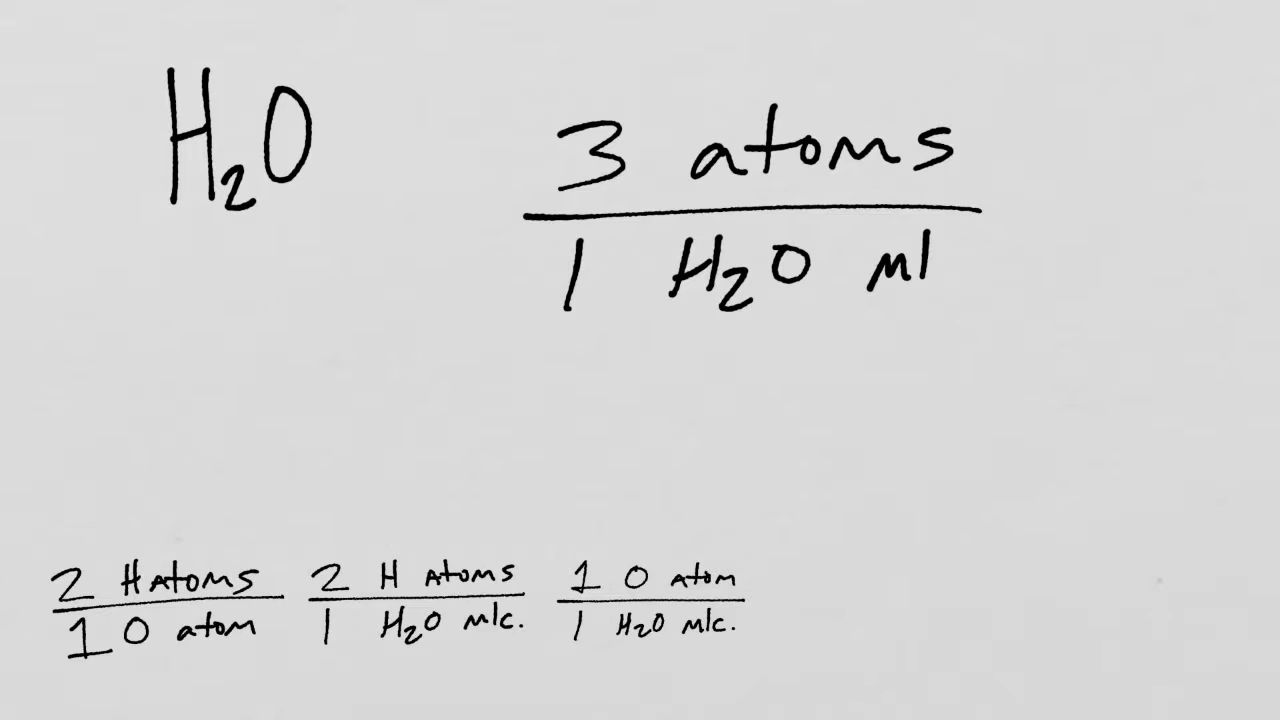 H₂O
3 atoms
1 H₂O ml
2 H atoms 2 H atoms 1 O atom
1 O atom 1 H₂O mlc. 1 H₂O mlc.